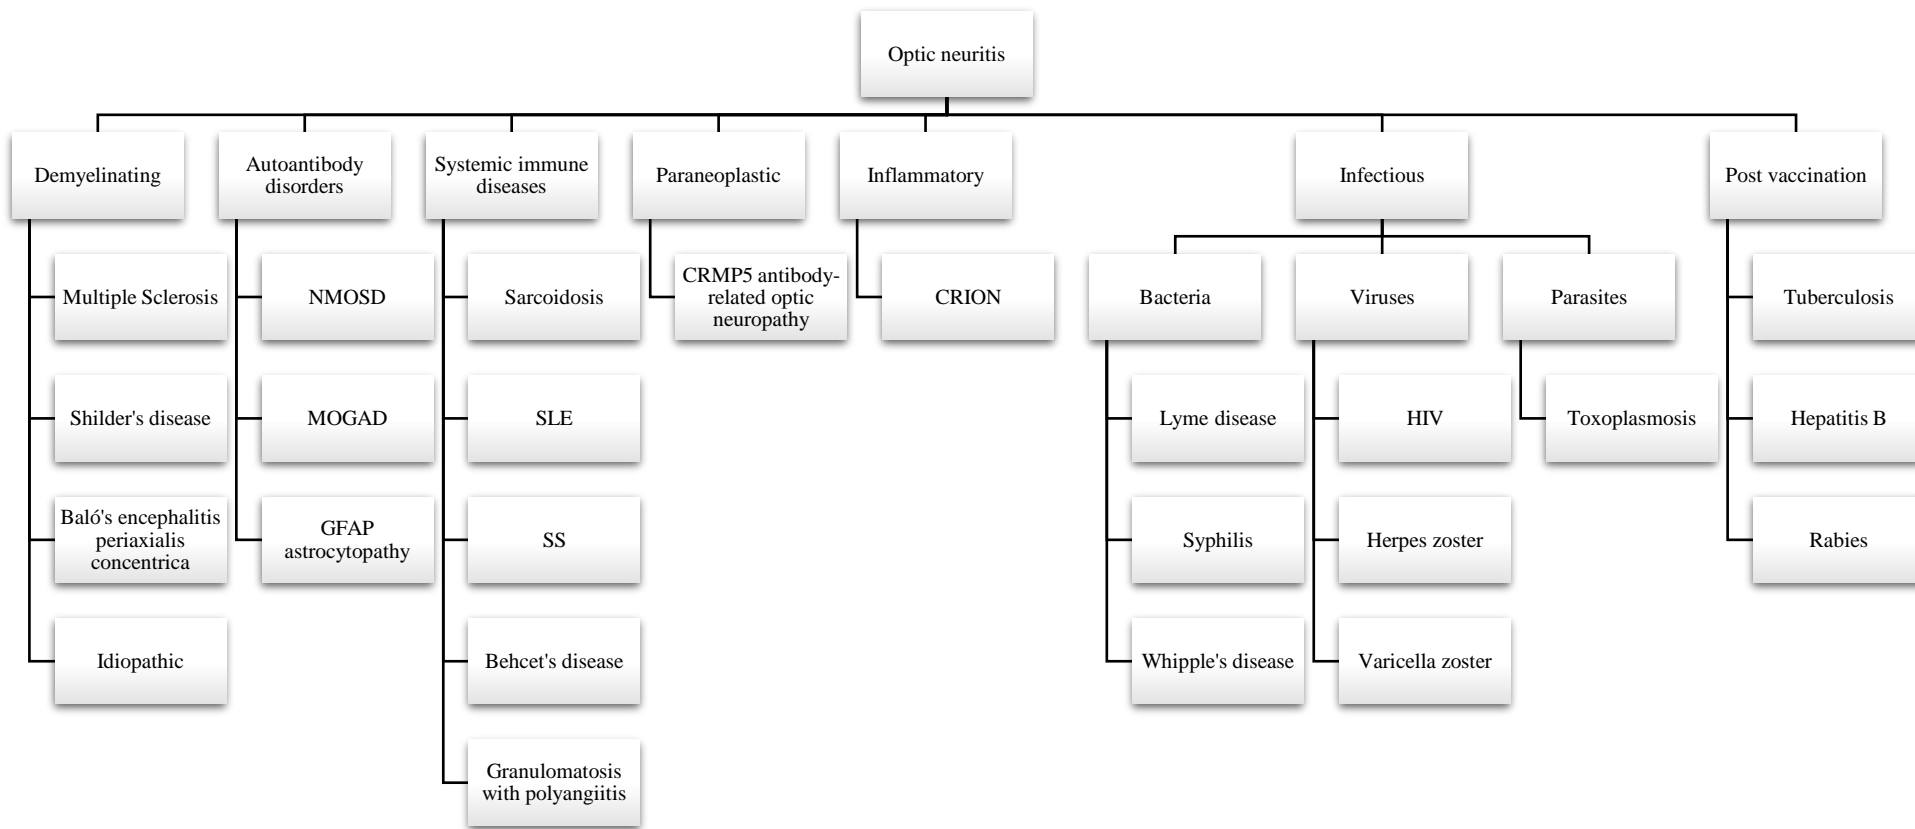 Optic neuritis
Demyelinating
Autoantibody
disorders
Systemic immune
diseases
Paraneoplastic
Inflammatory
Infectious
Post vaccination
Multiple Sclerosis
Shilder's disease
Baló's encephalitis
periaxialis
concentrica
Idiopathic
NMOSD
MOGAD
GFAP
astrocytopathy
Sarcoidosis
SLE
SS
Behcet's disease
Granulomatosis
with polyangiitis
CRMP5 antibody-
related optic
neuropathy
CRION
Bacteria
Viruses
Parasites
Lyme disease
Syphilis
Whipple's disease
HIV
Herpes zoster
Varicella zoster
Toxoplasmosis
Tuberculosis
Hepatitis B
Rabies